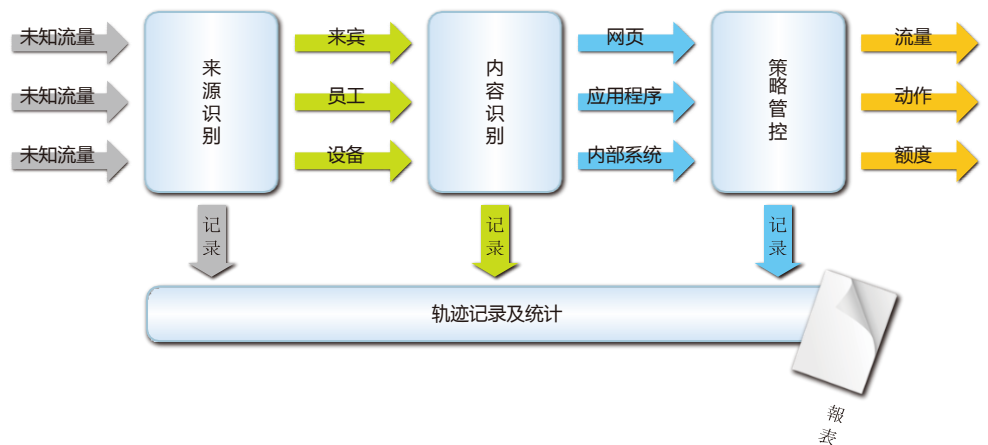 未知流量
来宾
网页
流量
未知流量
员工
应用程序
动作
未知流量
设备
内部系统
额度
来源识别
内容识别
策略管控
记录
记录
记录
轨迹记录及统计
報表